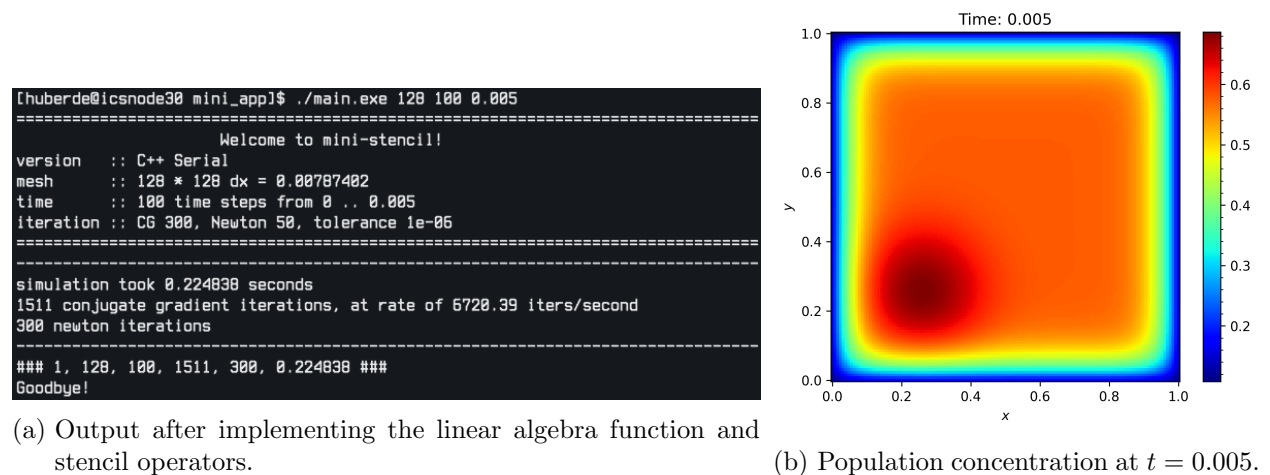 [huberde@icsnode30 mini_app]$ ./main.exe 128 100 0.005
================================================================================
Welcome to mini-stencil!
version   :: C++ Serial
mesh      :: 128 * 128 dx = 0.00787402
time      :: 100 time steps from 0 .. 0.005
iteration :: CG 300, Newton 50, tolerance 1e-06
================================================================================
--------------------------------------------------------------------------------
simulation took 0.224838 seconds
1511 conjugate gradient iterations, at rate of 6720.39 iters/second
300 newton iterations
--------------------------------------------------------------------------------
### 1, 128, 100, 1511, 300, 0.224838 ###
Goodbye!
(a) Output after implementing the linear algebra function and
stencil operators.
Time: 0.005
1.0
0.8
0.6
0.4
0.2
0.0
y
0.0 0.2 0.4 0.6 0.8 1.0
x
0.6
0.5
0.4
0.3
0.2
(b) Population concentration at t = 0.005.